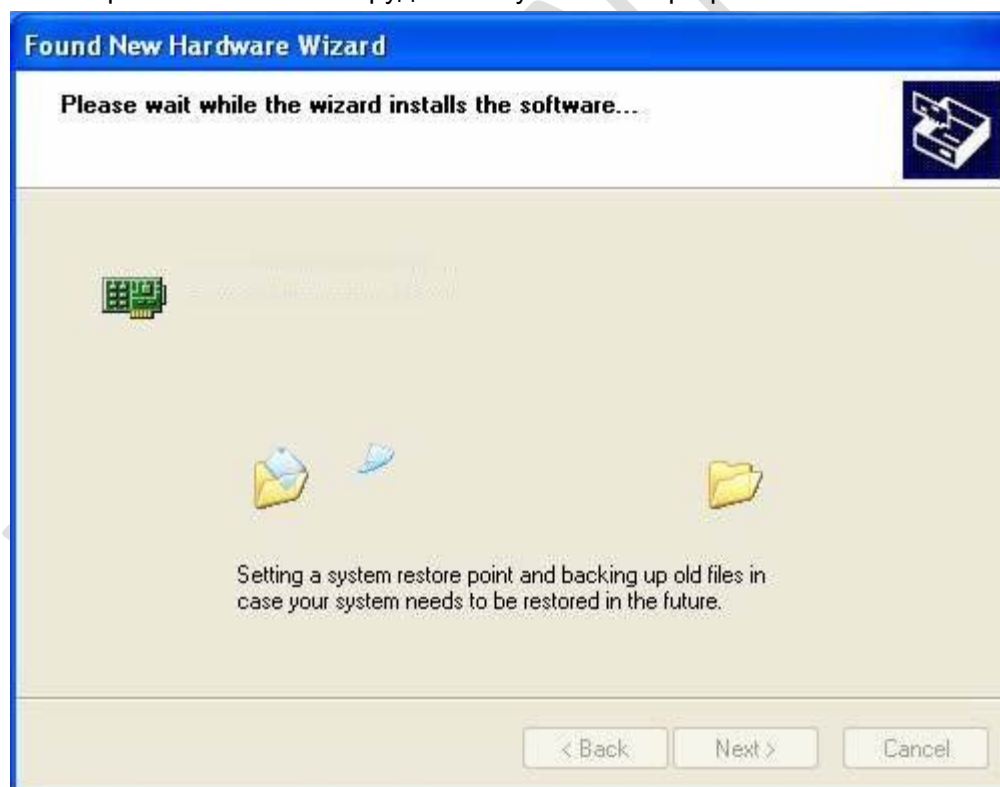 Found New Hardware Wizard
Please wait while the wizard installs the software...
Setting a system restore point and backing up old files in
case your system needs to be restored in the future.
< Back Next > Cancel